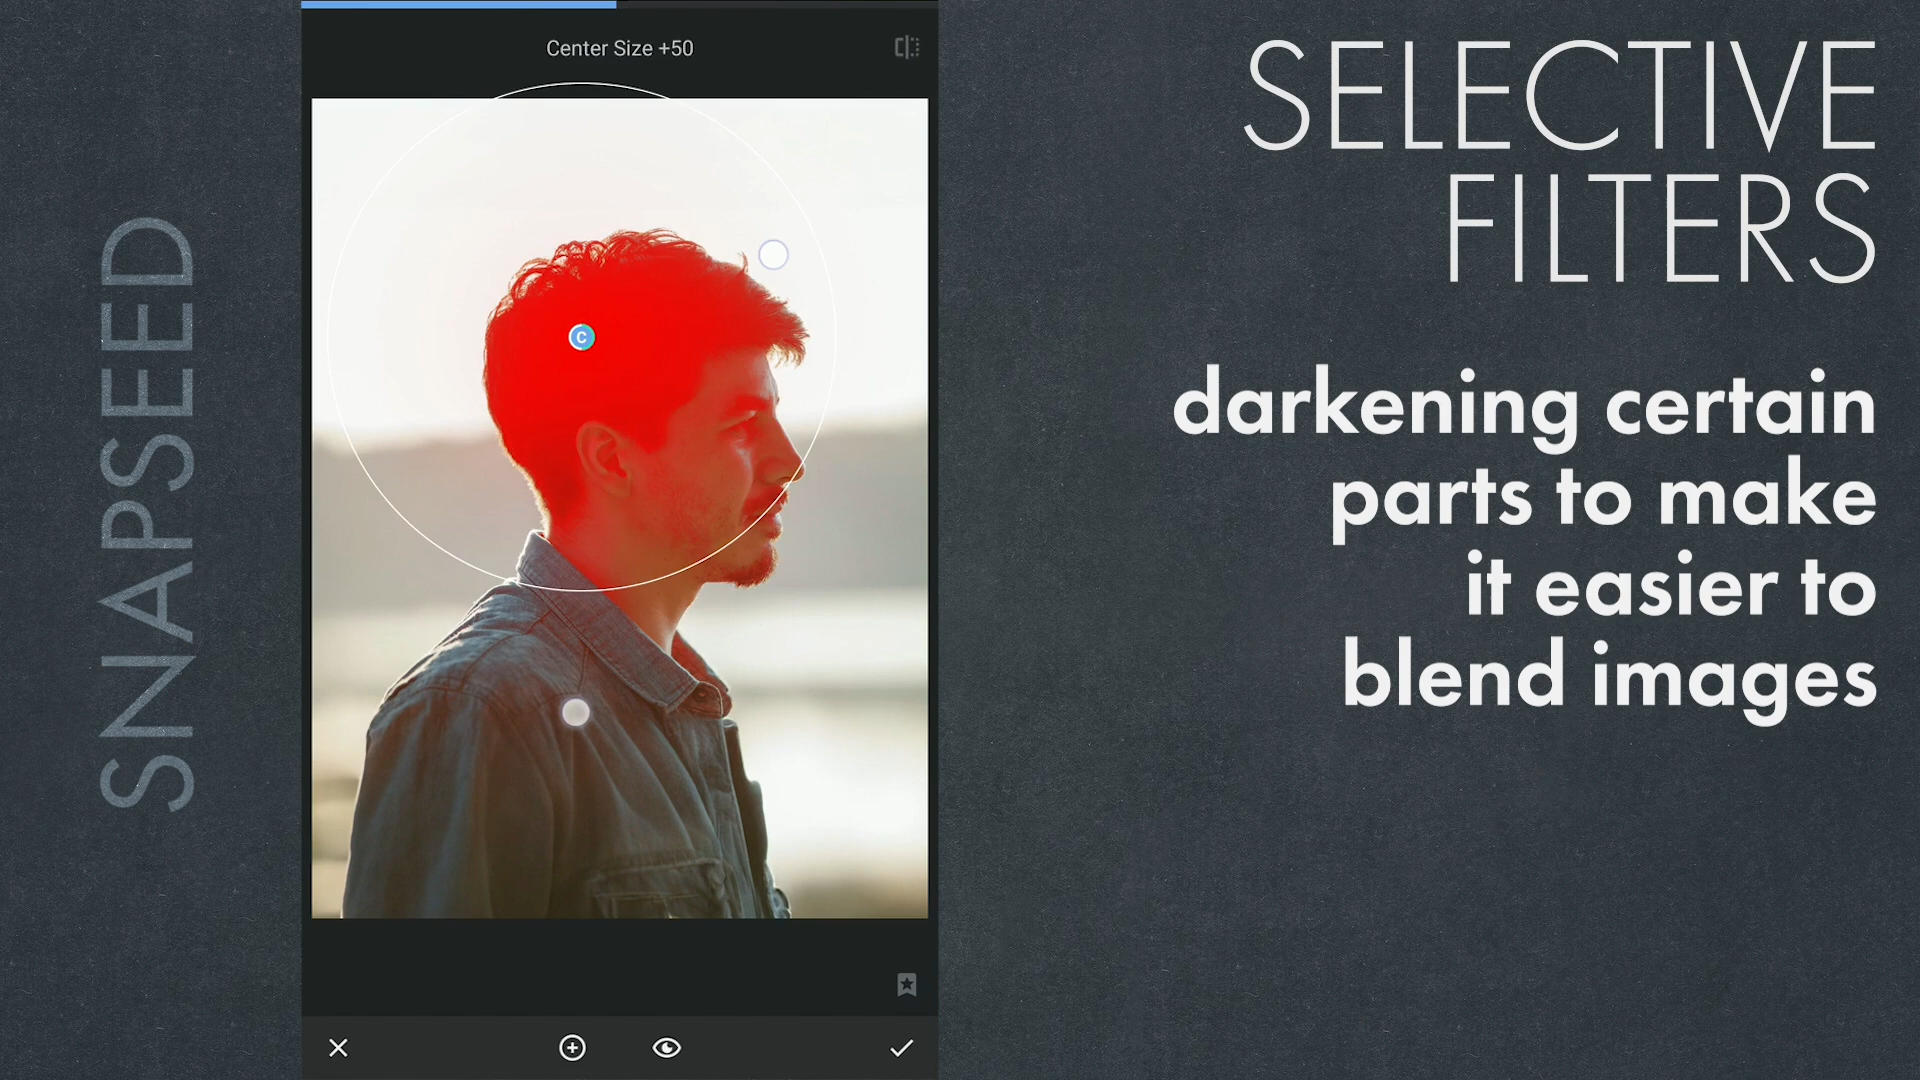 SNAPSEED
Center Size +50
C
SELECTIVE
FILTERS
darkening certain
parts to make
it easier to
blend images